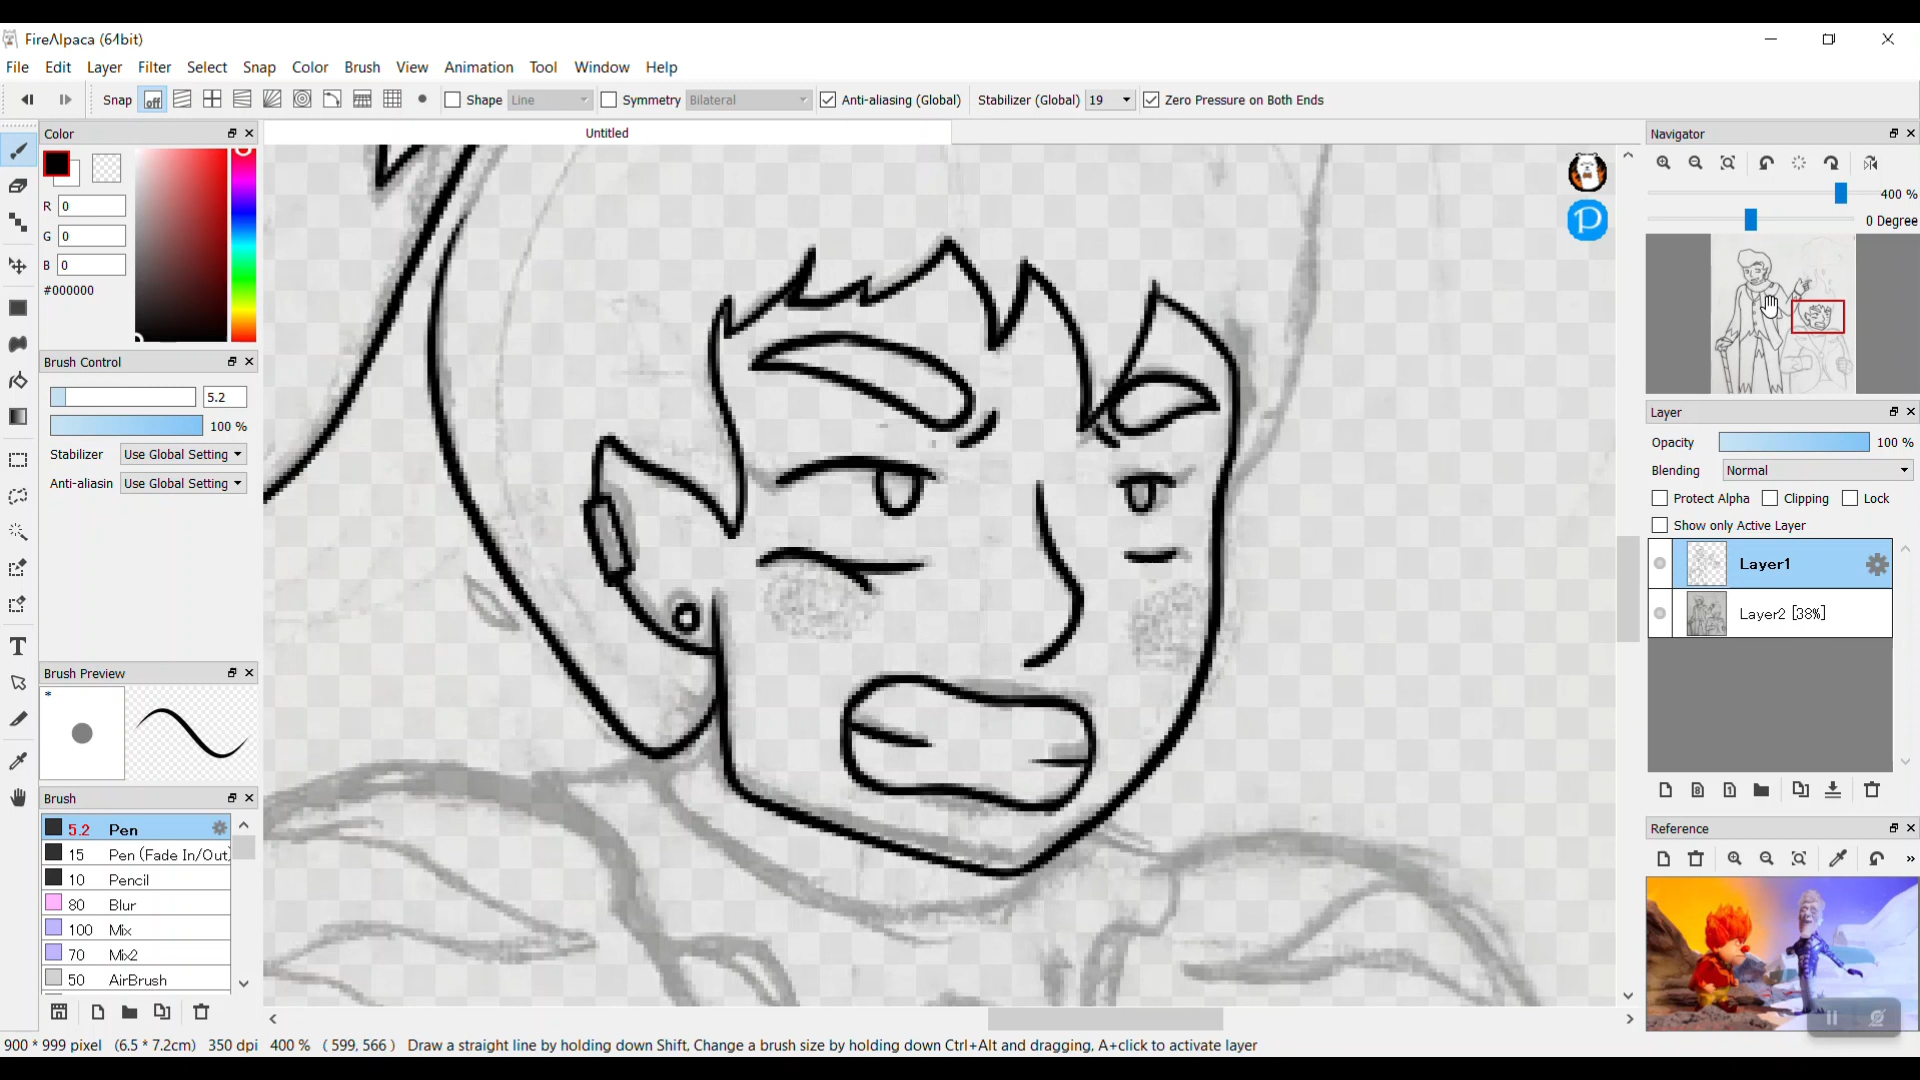 FireAlpaca (64bit)
File Edit Layer Filter Select Snap Color Brush View Animation Tool Window Help
Snap off Shape Line Symmetry Bilateral Anti-aliasing (Global) Stabilizer (Global) 19 Zero Pressure on Both Ends
Color
Untitled
Navigator
R 0
G 0
B 0
#000000
400 %
0 Degree
Brush Control
5.2
100 %
Stabilizer Use Global Setting
Anti-aliasin Use Global Setting
Layer
Opacity 100 %
Blending Normal
Protect Alpha Clipping Lock
Show only Active Layer
Layer1
Layer2 [38%]
Brush Preview
*
Brush
5.2 Pen
15 Pen (Fade In/Out)
10 Pencil
80 Blur
100 Mix
70 Mix2
50 AirBrush
Reference
P
8
1
T
»
900 * 999 pixel (6.5 * 7.2cm) 350 dpi 400 % ( 599, 566 ) Draw a straight line by holding down Shift, Change a brush size by holding down Ctrl+Alt and dragging, A+click to activate layer